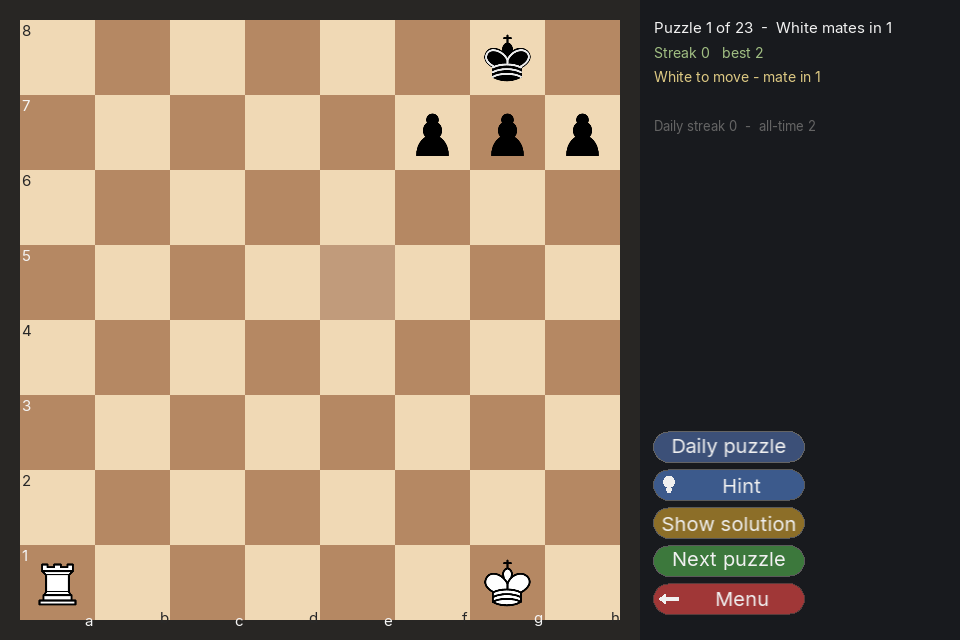 8
7
6
5
4
3
2
1
a b c d e f g h
Puzzle 1 of 23 - White mates in 1
Streak 0 best 2
White to move - mate in 1
Daily streak 0 - all-time 2
Daily puzzle
Hint
Show solution
Next puzzle
Menu